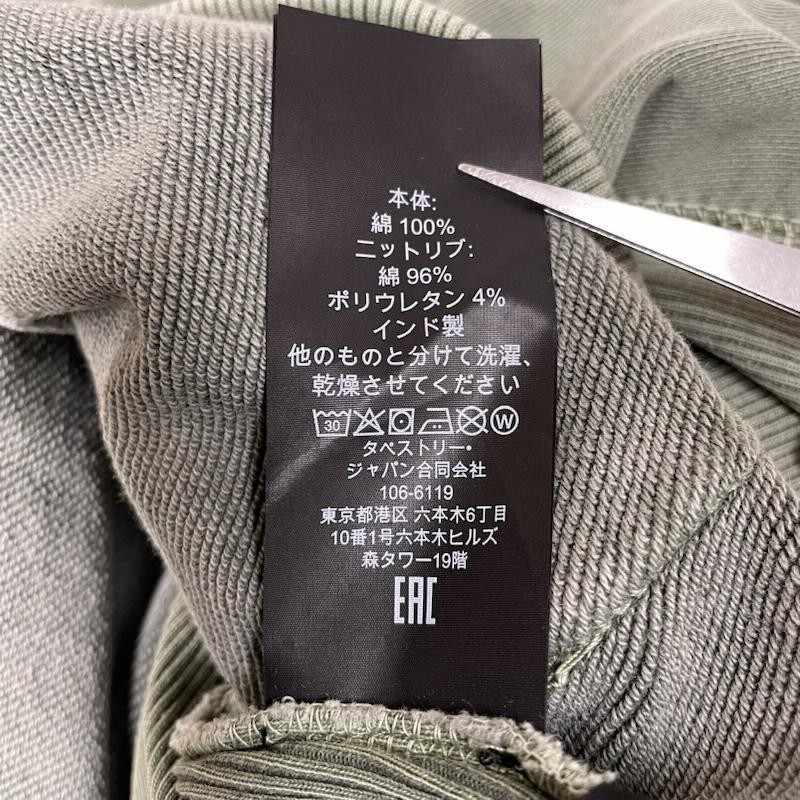 本体:
綿 100%
ニットリブ:
綿 96%
ポリウレタン 4%
インド製
他のものと分けて洗濯、
乾燥させてください
30 W
タペストリー・
ジャパン合同会社
106-6119
東京都港区 六本木6丁目
10番1号六本木ヒルズ
森タワー19階
EAC